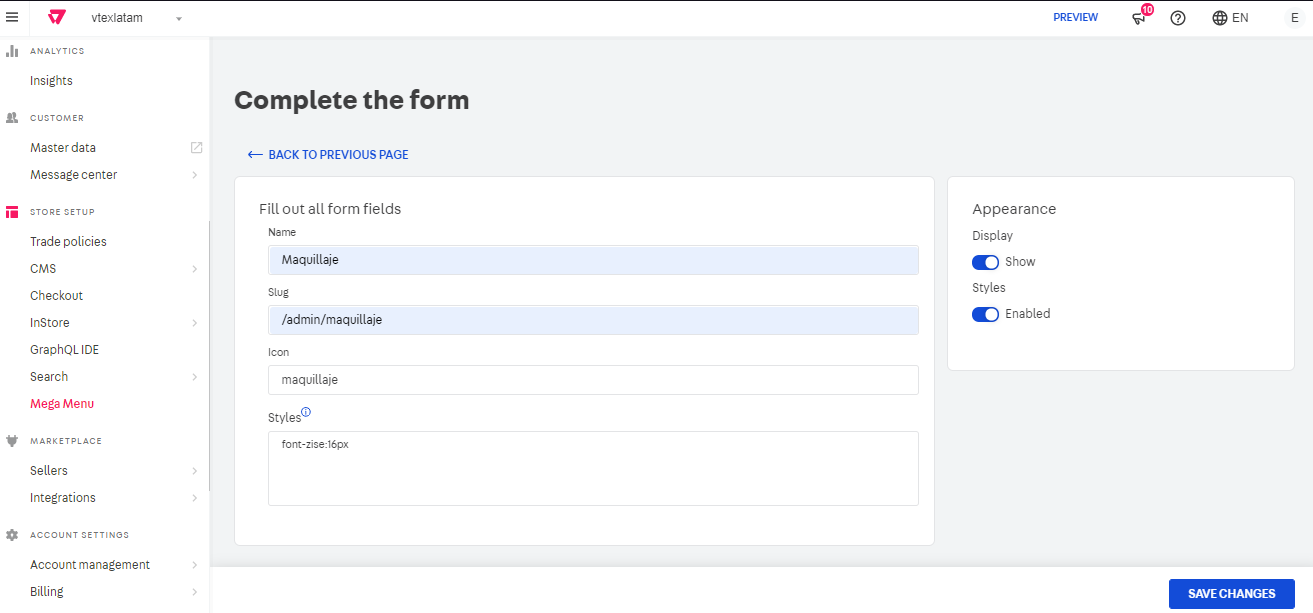 vtexlatam
PREVIEW
10
EN
E
ANALYTICS
Insights
CUSTOMER
Master data
Message center
STORE SETUP
Trade policies
CMS
Checkout
InStore
GraphQL IDE
Search
Mega Menu
MARKETPLACE
Sellers
Integrations
ACCOUNT SETTINGS
Account management
Billing
Complete the form
BACK TO PREVIOUS PAGE
Fill out all form fields
Name
Maquillaje
Slug
/admin/maquillaje
Icon
maquillaje
Styles
font-zise:16px
Appearance
Display
Show
Styles
Enabled
SAVE CHANGES